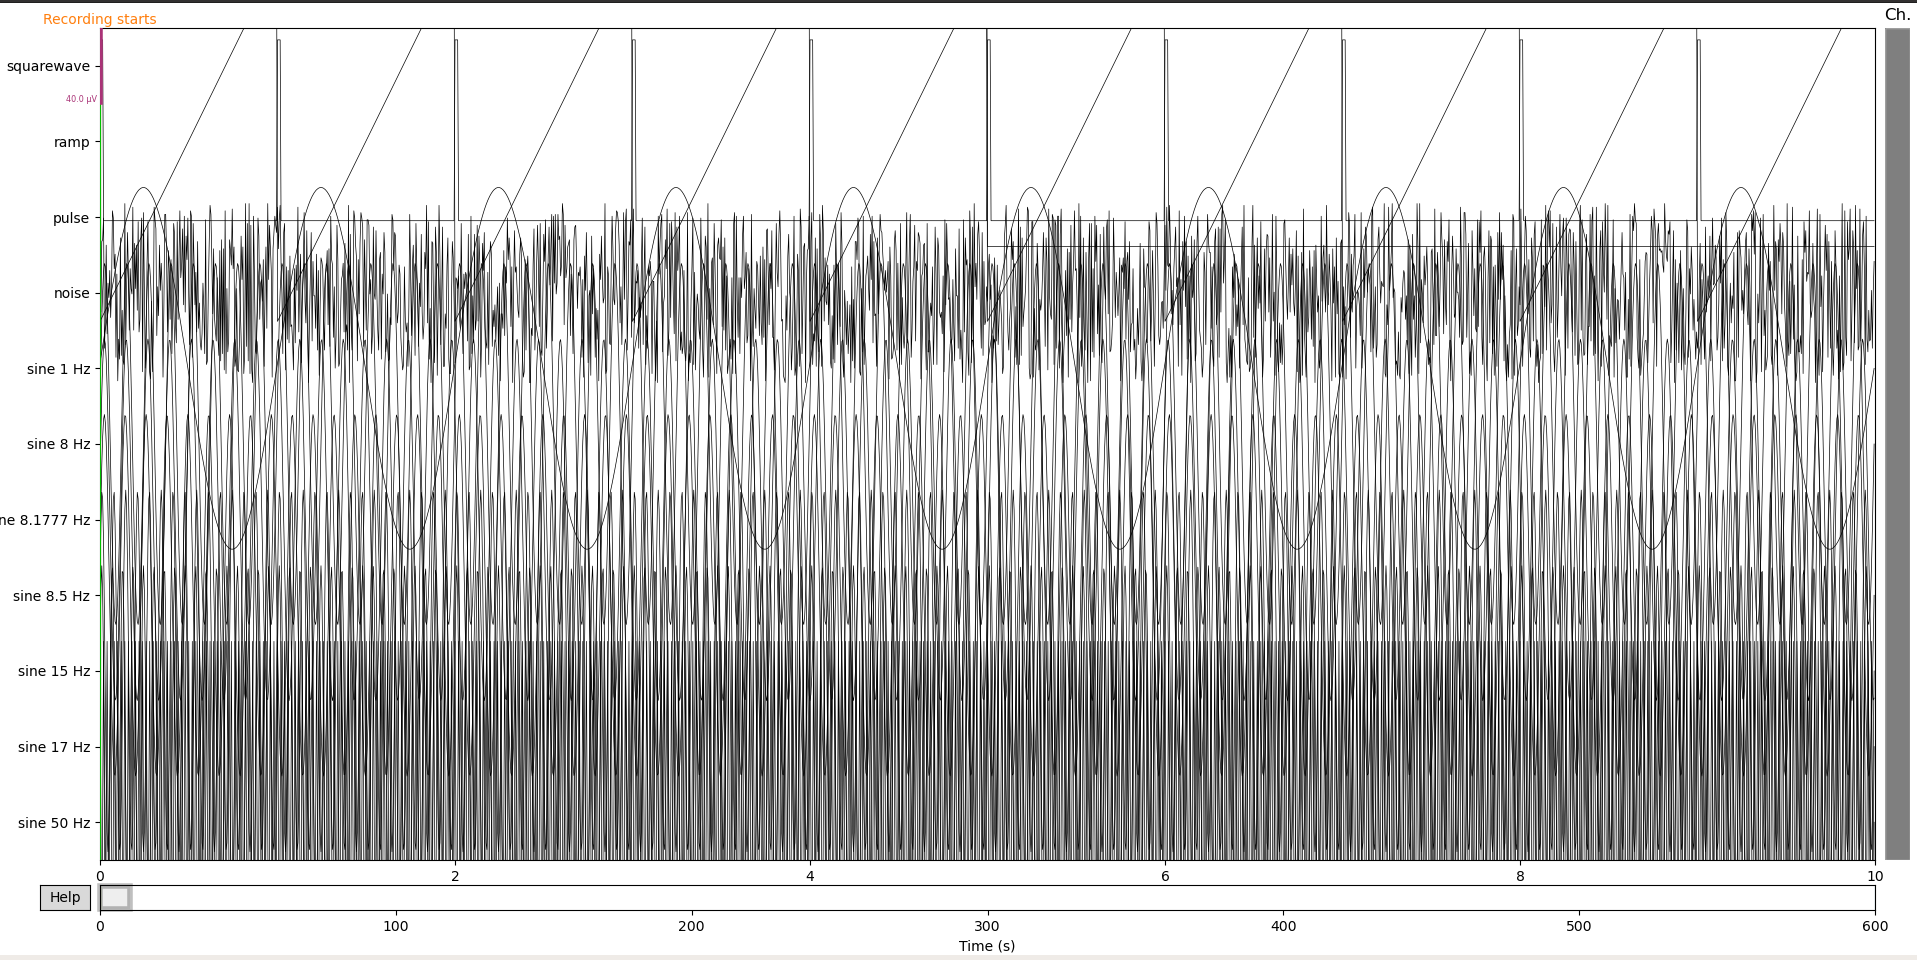 Recording starts
Ch.
squarewave
40.0 µV
ramp
pulse
noise
sine 1 Hz
sine 8 Hz
ne 8.1777 Hz
sine 8.5 Hz
sine 15 Hz
sine 17 Hz
sine 50 Hz
0 2 4 6 8 10
Help
0 100 200 300 400 500 600
Time (s)